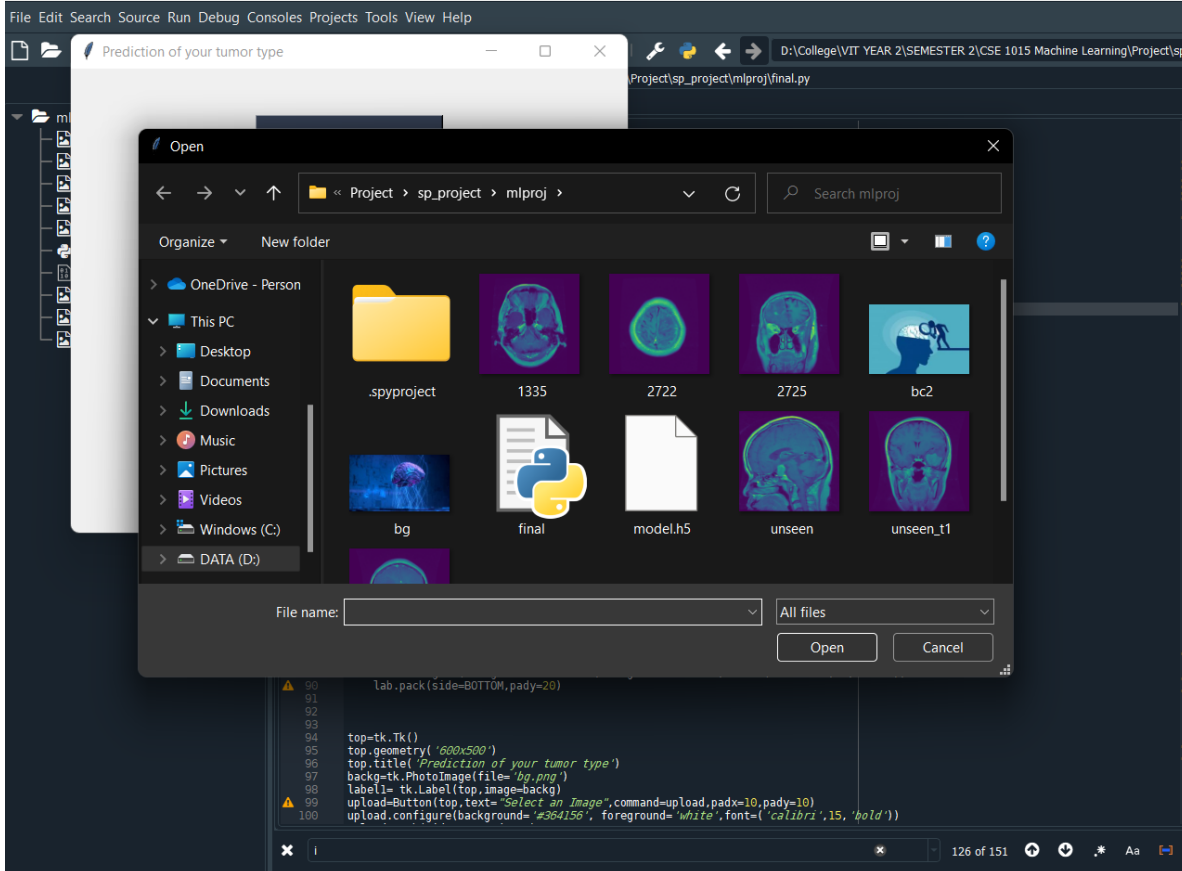 File Edit Search Source Run Debug Consoles Projects Tools View Help
Prediction of your tumor type
D:\College\VIT YEAR 2\SEMESTER 2\CSE 1015 Machine Learning\Project\sp
\Project\sp_project\mlproj\final.py
ml
Open
« Project > sp_project > mlproj >
Search mlproj
Organize
New folder
OneDrive - Person
This PC
Desktop
Documents
Downloads
Music
Pictures
Videos
Windows (C:)
DATA (D:)
.spyproject
1335
2722
2725
bc2
bg
final
model.h5
unseen
unseen_t1
File name:
All files
Open
Cancel
90 lab.pack(side=BOTTOM,pady=20)
91
92
93
94 top=tk.Tk()
95 top.geometry('600x500')
96 top.title('Prediction of your tumor type')
97 backg=tk.PhotoImage(file='bg.png')
98 label1= tk.Label(top,image=backg)
99 upload=Button(top,text="Select an Image",command=upload,padx=10,pady=10)
100 upload.configure(background='#364156', foreground='white',font=('calibri',15,'bold'))
i
126 of 151
.*
Aa